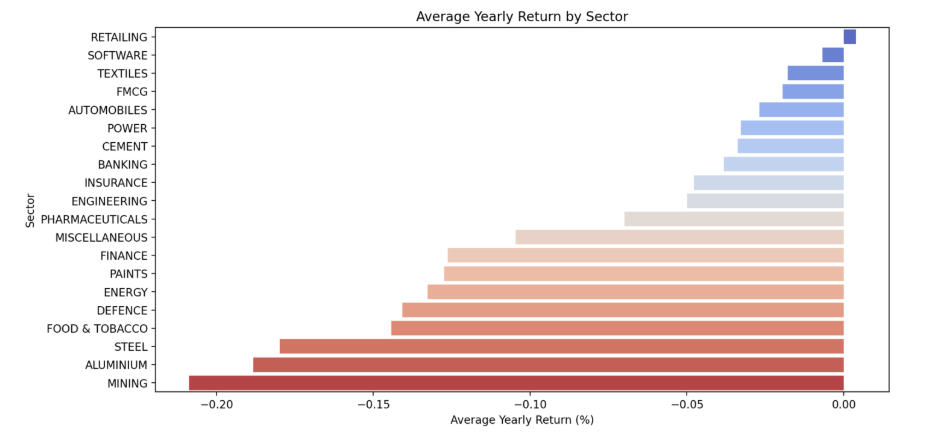 Average Yearly Return by Sector
RETAILING
SOFTWARE
TEXTILES
FMCG
AUTOMOBILES
POWER
CEMENT
BANKING
INSURANCE
ENGINEERING
PHARMACEUTICALS
MISCELLANEOUS
FINANCE
PAINTS
ENERGY
DEFENCE
FOOD & TOBACCO
STEEL
ALUMINIUM
MINING
Sector
−0.20 −0.15 −0.10 −0.05 0.00
Average Yearly Return (%)